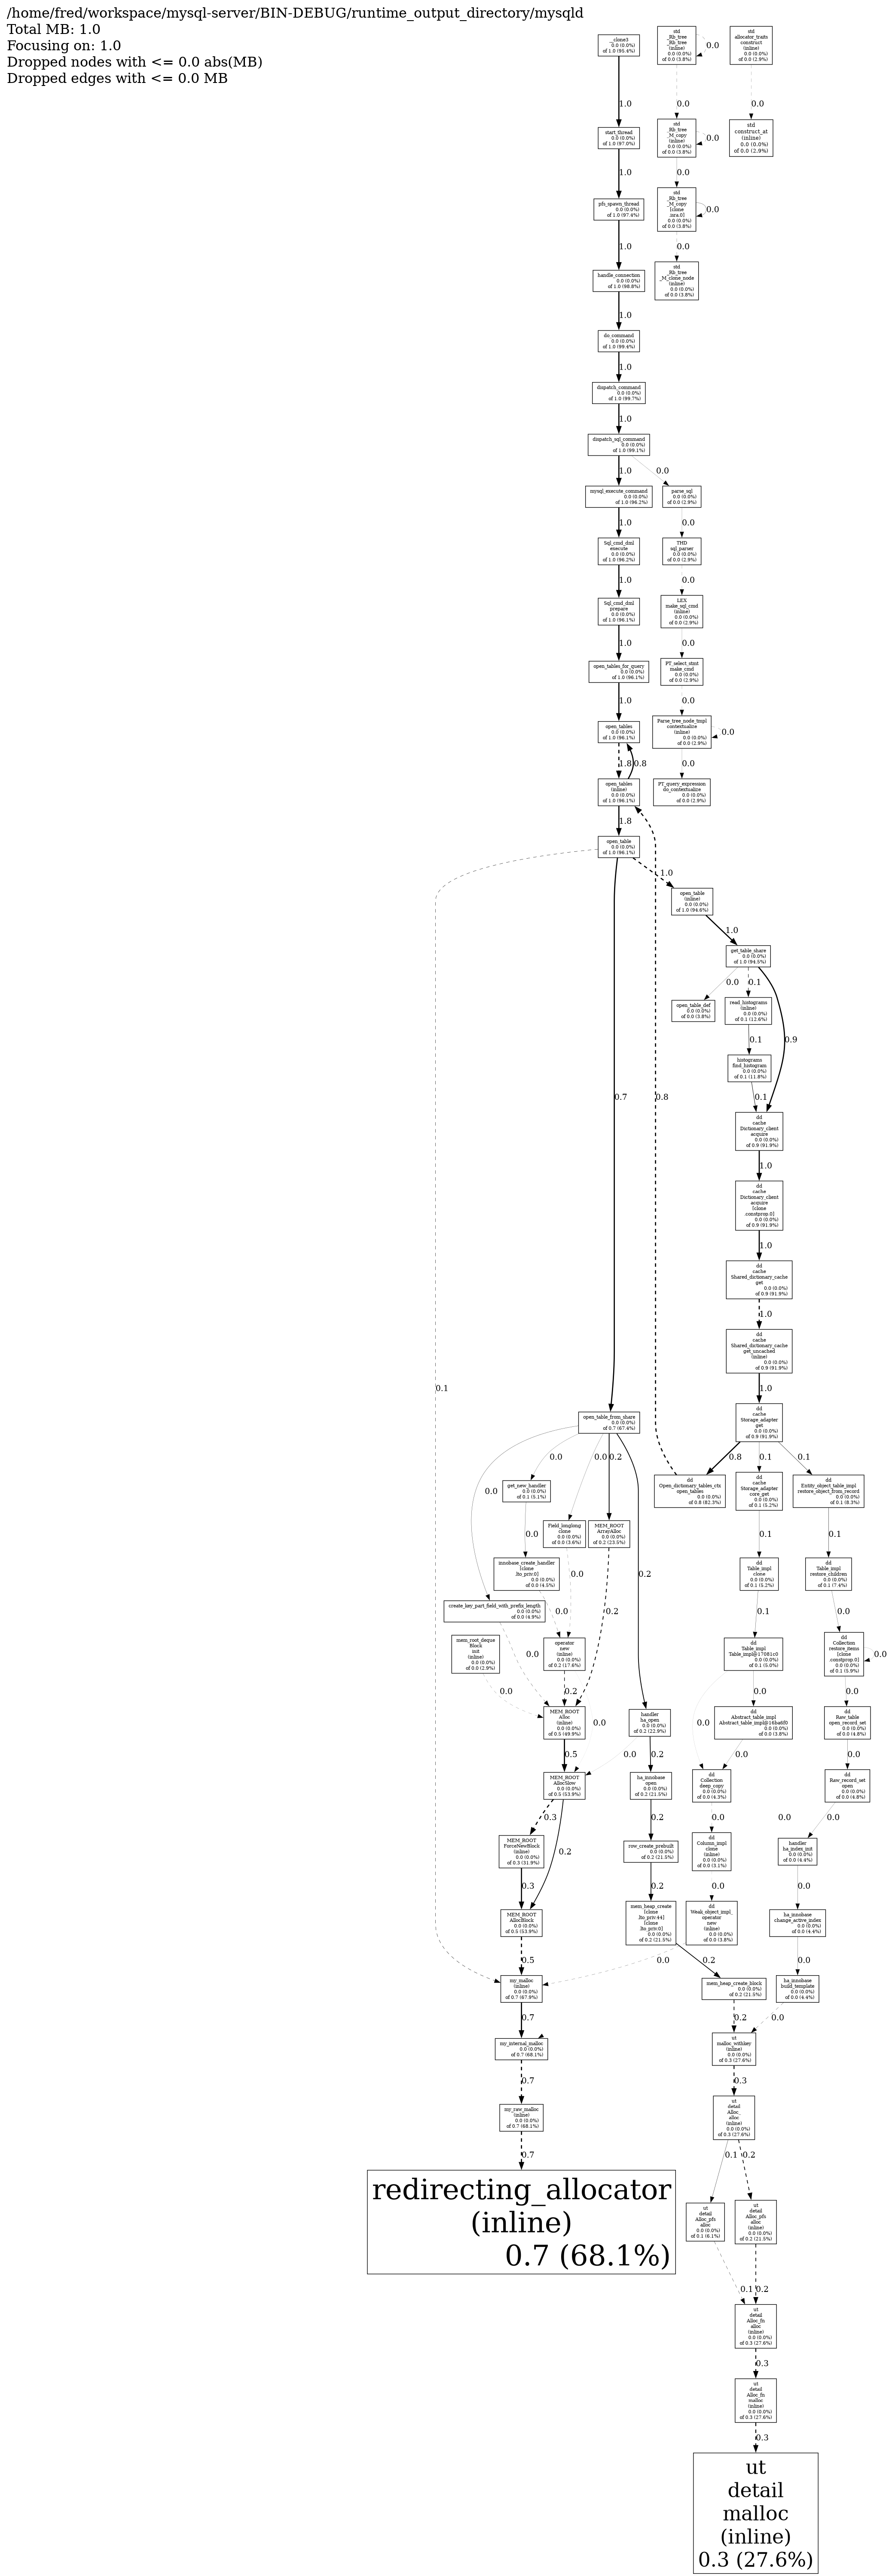 /home/fred/workspace/mysql-server/BIN-DEBUG/runtime_output_directory/mysqld
Total MB: 1.0
Focusing on: 1.0
Dropped nodes with <= 0.0 abs(MB)
Dropped edges with <= 0.0 MB
__clone3
0.0 (0.0%)
of 1.0 (95.4%)
std
_Rb_tree
_Rb_tree
(inline)
0.0 (0.0%)
of 0.0 (3.8%)
0.0
std
allocator_traits
construct
(inline)
0.0 (0.0%)
of 0.0 (2.9%)
1.0
0.0
0.0
start_thread
0.0 (0.0%)
of 1.0 (97.0%)
std
_Rb_tree
_M_copy
(inline)
0.0 (0.0%)
of 0.0 (3.8%)
0.0
std
construct_at
(inline)
0.0 (0.0%)
of 0.0 (2.9%)
1.0
0.0
pfs_spawn_thread
0.0 (0.0%)
of 1.0 (97.4%)
std
_Rb_tree
_M_copy
[clone
.isra.0]
0.0 (0.0%)
of 0.0 (3.8%)
0.0
1.0
0.0
handle_connection
0.0 (0.0%)
of 1.0 (98.8%)
std
_Rb_tree
_M_clone_node
(inline)
0.0 (0.0%)
of 0.0 (3.8%)
1.0
do_command
0.0 (0.0%)
of 1.0 (99.4%)
1.0
dispatch_command
0.0 (0.0%)
of 1.0 (99.7%)
1.0
dispatch_sql_command
0.0 (0.0%)
of 1.0 (99.1%)
1.0
0.0
mysql_execute_command
0.0 (0.0%)
of 1.0 (96.2%)
parse_sql
0.0 (0.0%)
of 0.0 (2.9%)
1.0
0.0
Sql_cmd_dml
execute
0.0 (0.0%)
of 1.0 (96.2%)
THD
sql_parser
0.0 (0.0%)
of 0.0 (2.9%)
1.0
0.0
Sql_cmd_dml
prepare
0.0 (0.0%)
of 1.0 (96.1%)
LEX
make_sql_cmd
(inline)
0.0 (0.0%)
of 0.0 (2.9%)
1.0
0.0
open_tables_for_query
0.0 (0.0%)
of 1.0 (96.1%)
PT_select_stmt
make_cmd
0.0 (0.0%)
of 0.0 (2.9%)
1.0
0.0
open_tables
0.0 (0.0%)
of 1.0 (96.1%)
Parse_tree_node_tmpl
contextualize
(inline)
0.0 (0.0%)
of 0.0 (2.9%)
0.0
1.8
0.8
0.0
open_tables
(inline)
0.0 (0.0%)
of 1.0 (96.1%)
PT_query_expression
do_contextualize
0.0 (0.0%)
of 0.0 (2.9%)
1.8
open_table
0.0 (0.0%)
of 1.0 (96.1%)
1.0
open_table
(inline)
0.0 (0.0%)
of 1.0 (94.6%)
1.0
get_table_share
0.0 (0.0%)
of 1.0 (94.5%)
0.0
0.1
open_table_def
0.0 (0.0%)
of 0.0 (3.8%)
read_histograms
(inline)
0.0 (0.0%)
of 0.1 (12.6%)
0.1
0.9
histograms
find_histogram
0.0 (0.0%)
of 0.1 (11.8%)
0.7
0.8
0.1
dd
cache
Dictionary_client
acquire
0.0 (0.0%)
of 0.9 (91.9%)
1.0
dd
cache
Dictionary_client
acquire
[clone
.constprop.0]
0.0 (0.0%)
of 0.9 (91.9%)
1.0
dd
cache
Shared_dictionary_cache
get
0.0 (0.0%)
of 0.9 (91.9%)
1.0
dd
cache
Shared_dictionary_cache
get_uncached
(inline)
0.0 (0.0%)
of 0.9 (91.9%)
0.1
1.0
open_table_from_share
0.0 (0.0%)
of 0.7 (67.4%)
dd
cache
Storage_adapter
get
0.0 (0.0%)
of 0.9 (91.9%)
0.0
0.0
0.2
0.8
0.1
0.1
0.0
get_new_handler
0.0 (0.0%)
of 0.1 (5.1%)
dd
Open_dictionary_tables_ctx
open_tables
0.0 (0.0%)
of 0.8 (82.3%)
dd
cache
Storage_adapter
core_get
0.0 (0.0%)
of 0.1 (5.2%)
dd
Entity_object_table_impl
restore_object_from_record
0.0 (0.0%)
of 0.1 (8.3%)
0.0
Field_longlong
clone
0.0 (0.0%)
of 0.0 (3.6%)
MEM_ROOT
ArrayAlloc
0.0 (0.0%)
of 0.2 (23.5%)
0.1
0.1
innobase_create_handler
[clone
.lto_priv.0]
0.0 (0.0%)
of 0.0 (4.5%)
0.0
0.2
dd
Table_impl
clone
0.0 (0.0%)
of 0.1 (5.2%)
dd
Table_impl
restore_children
0.0 (0.0%)
of 0.1 (7.4%)
create_key_part_field_with_prefix_length
0.0 (0.0%)
of 0.0 (4.9%)
0.0
0.2
0.1
0.0
mem_root_deque
Block
init
(inline)
0.0 (0.0%)
of 0.0 (2.9%)
0.0
operator
new
(inline)
0.0 (0.0%)
of 0.2 (17.6%)
dd
Table_impl
Table_impl@17081c0
0.0 (0.0%)
of 0.1 (5.0%)
dd
Collection
restore_items
[clone
.constprop.0]
0.0 (0.0%)
of 0.1 (5.9%)
0.0
0.0
0.2
0.0
0.0
MEM_ROOT
Alloc
(inline)
0.0 (0.0%)
of 0.5 (49.9%)
0.0
handler
ha_open
0.0 (0.0%)
of 0.2 (22.9%)
0.0
dd
Abstract_table_impl
Abstract_table_impl@16ba6f0
0.0 (0.0%)
of 0.0 (3.8%)
dd
Raw_table
open_record_set
0.0 (0.0%)
of 0.0 (4.8%)
0.5
0.0
0.2
0.0
0.0
MEM_ROOT
AllocSlow
0.0 (0.0%)
of 0.5 (53.9%)
ha_innobase
open
0.0 (0.0%)
of 0.2 (21.5%)
dd
Collection
deep_copy
0.0 (0.0%)
of 0.0 (4.3%)
dd
Raw_record_set
open
0.0 (0.0%)
of 0.0 (4.8%)
0.3
0.2
0.2
0.0
0.0
0.0
MEM_ROOT
ForceNewBlock
(inline)
0.0 (0.0%)
of 0.3 (31.9%)
row_create_prebuilt
0.0 (0.0%)
of 0.2 (21.5%)
dd
Column_impl
clone
(inline)
0.0 (0.0%)
of 0.0 (3.1%)
handler
ha_index_init
0.0 (0.0%)
of 0.0 (4.4%)
0.3
0.2
0.0
0.0
MEM_ROOT
AllocBlock
0.0 (0.0%)
of 0.5 (53.9%)
mem_heap_create
[clone
.lto_priv.44]
[clone
.lto_priv.0]
0.0 (0.0%)
of 0.2 (21.5%)
dd
Weak_object_impl_
operator
new
(inline)
0.0 (0.0%)
of 0.0 (3.8%)
ha_innobase
change_active_index
0.0 (0.0%)
of 0.0 (4.4%)
0.5
0.0
0.2
0.0
my_malloc
(inline)
0.0 (0.0%)
of 0.7 (67.9%)
mem_heap_create_block
0.0 (0.0%)
of 0.2 (21.5%)
ha_innobase
build_template
0.0 (0.0%)
of 0.0 (4.4%)
0.7
0.2
0.0
my_internal_malloc
0.0 (0.0%)
of 0.7 (68.1%)
ut
malloc_withkey
(inline)
0.0 (0.0%)
of 0.3 (27.6%)
0.7
0.3
my_raw_malloc
(inline)
0.0 (0.0%)
of 0.7 (68.1%)
ut
detail
Alloc_
alloc
(inline)
0.0 (0.0%)
of 0.3 (27.6%)
0.7
0.1
0.2
redirecting_allocator
(inline)
0.7 (68.1%)
ut
detail
Alloc_pfs
alloc
0.0 (0.0%)
of 0.1 (6.1%)
ut
detail
Alloc_pfs
alloc
(inline)
0.0 (0.0%)
of 0.2 (21.5%)
0.1
0.2
ut
detail
Alloc_fn
alloc
(inline)
0.0 (0.0%)
of 0.3 (27.6%)
0.3
ut
detail
Alloc_fn
malloc
(inline)
0.0 (0.0%)
of 0.3 (27.6%)
0.3
ut
detail
malloc
(inline)
0.3 (27.6%)